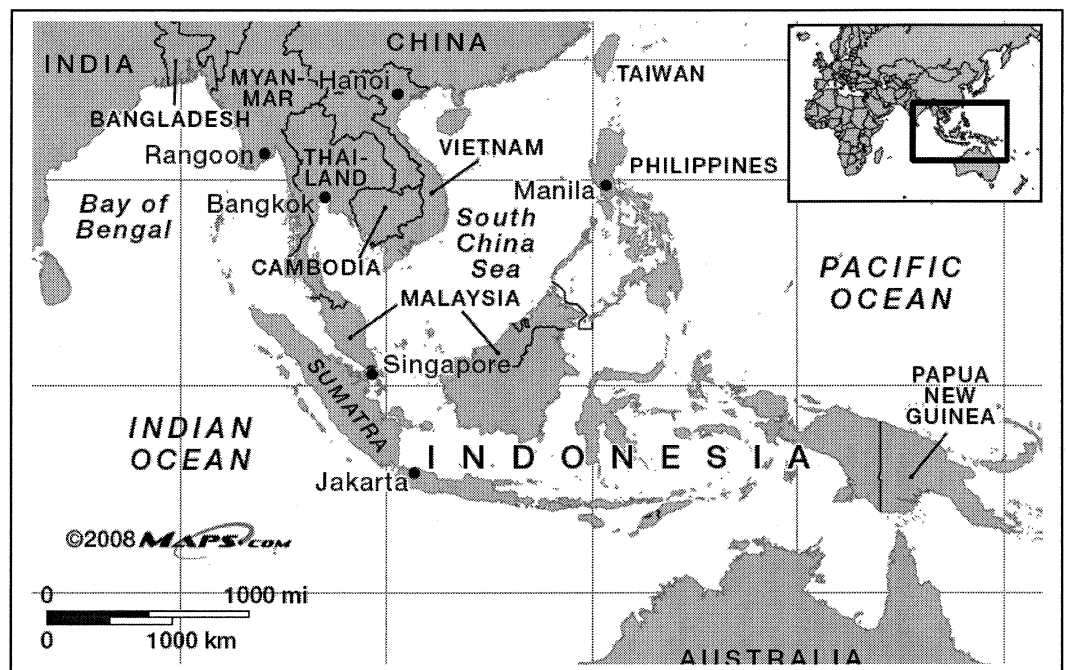 CHINA
INDIA
TAIWAN
MYAN-
MAR
Hanoi
BANGLADESH
Rangoon
THAI-
LAND
VIETNAM
PHILIPPINES
Manila
Bay of
Bengal
Bangkok
South
China
Sea
CAMBODIA
PACIFIC
OCEAN
MALAYSIA
Singapore
SUMATRA
PAPUA
NEW
GUINEA
INDIAN
OCEAN
INDONESIA
Jakarta
©2008 MAPS.COM
0 1000 mi
0 1000 km
AUSTRALIA